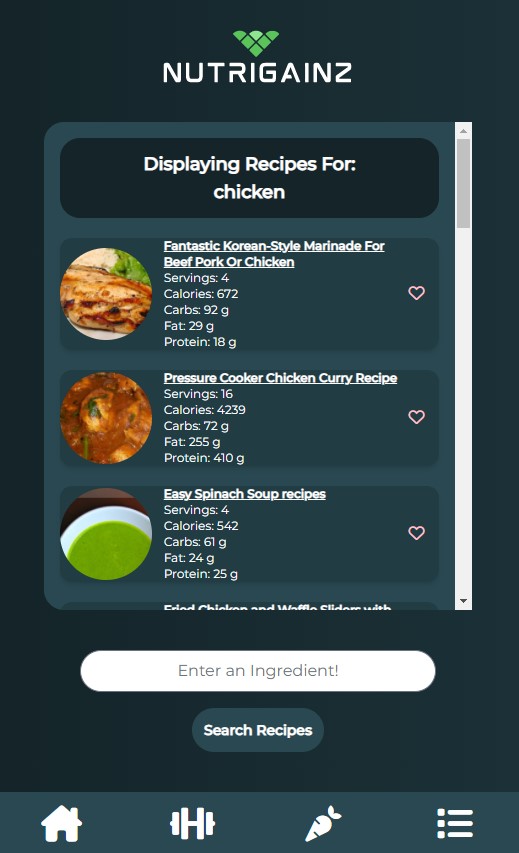 NUTRIGAINZ
Displaying Recipes For:
chicken
Fantastic Korean-Style Marinade For
Beef Pork Or Chicken
Servings: 4
Calories: 672
Carbs: 92 g
Fat: 29 g
Protein: 18 g
Pressure Cooker Chicken Curry Recipe
Servings: 16
Calories: 4239
Carbs: 72 g
Fat: 255 g
Protein: 410 g
Easy Spinach Soup recipes
Servings: 4
Calories: 542
Carbs: 61 g
Fat: 24 g
Protein: 25 g
Fried Chicken and Waffle Sliders with
Enter an Ingredient!
Search Recipes